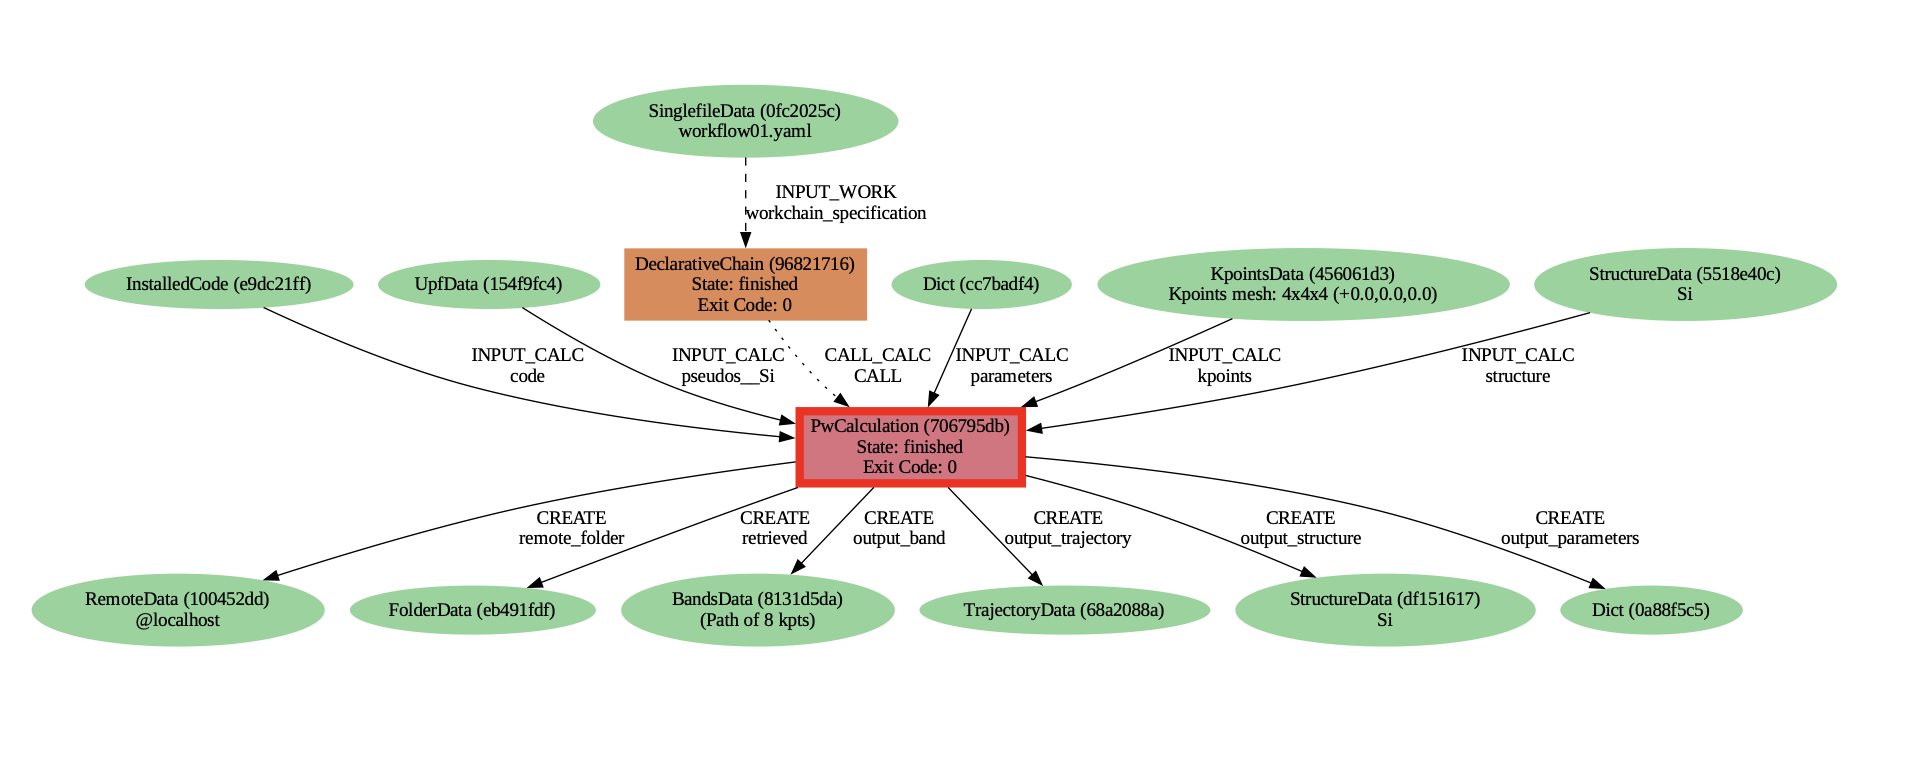 SinglefileData (0fc2025c)
workflow01.yaml
INPUT_WORK
workchain_specification
InstalledCode (e9dc21ff)
UpfData (154f9fc4)
DeclarativeChain (96821716)
State: finished
Exit Code: 0
Dict (cc7badf4)
KpointsData (456061d3)
Kpoints mesh: 4x4x4 (+0.0,0.0,0.0)
StructureData (5518e40c)
Si
INPUT_CALC
code
INPUT_CALC
pseudos__Si
CALL_CALC
CALL
INPUT_CALC
parameters
INPUT_CALC
kpoints
INPUT_CALC
structure
PwCalculation (706795db)
State: finished
Exit Code: 0
CREATE
remote_folder
CREATE
retrieved
CREATE
output_band
CREATE
output_trajectory
CREATE
output_structure
CREATE
output_parameters
RemoteData (100452dd)
@localhost
FolderData (eb491fdf)
BandsData (8131d5da)
(Path of 8 kpts)
TrajectoryData (68a2088a)
StructureData (df151617)
Si
Dict (0a88f5c5)